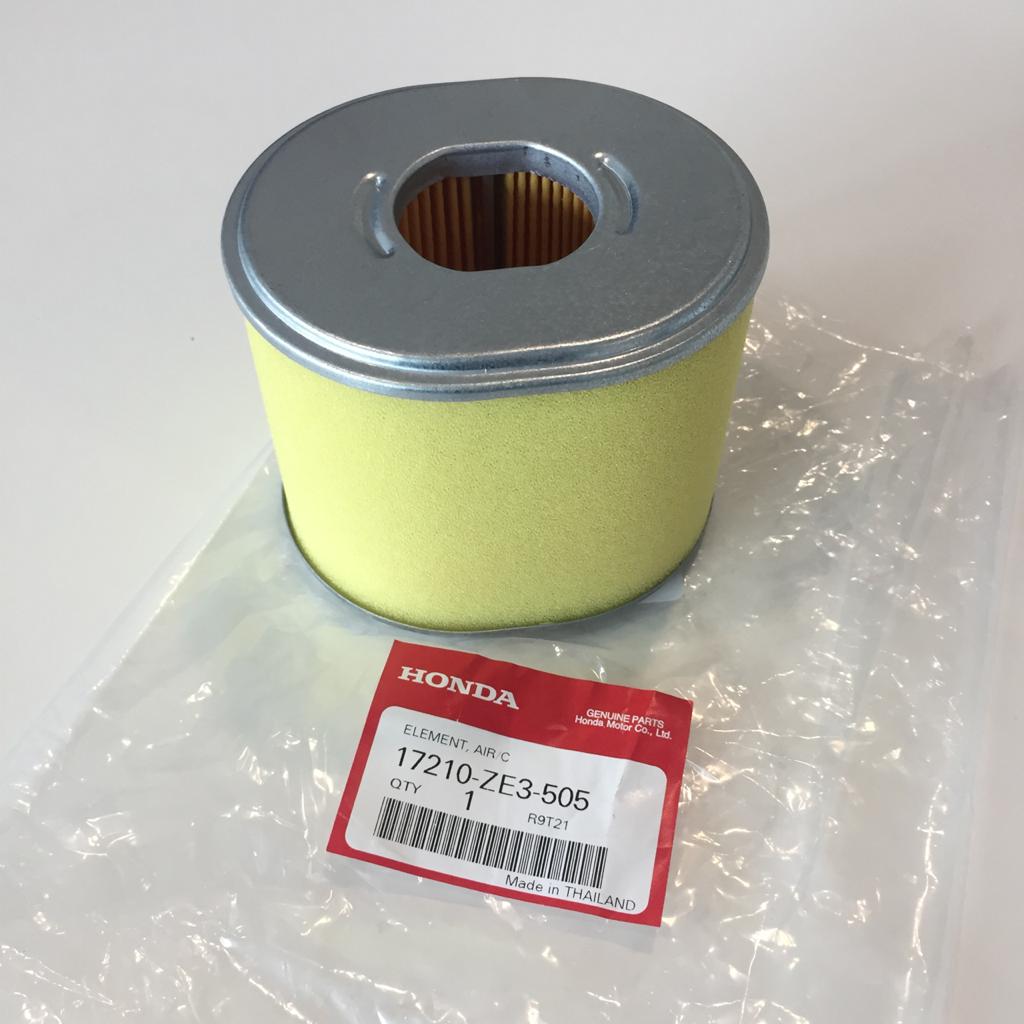 HONDA
GENUINE PARTS
Honda Motor Co., Ltd.
ELEMENT, AIR/C
17210-ZE3-505
QTY 1
R9T21
Made in THAILAND